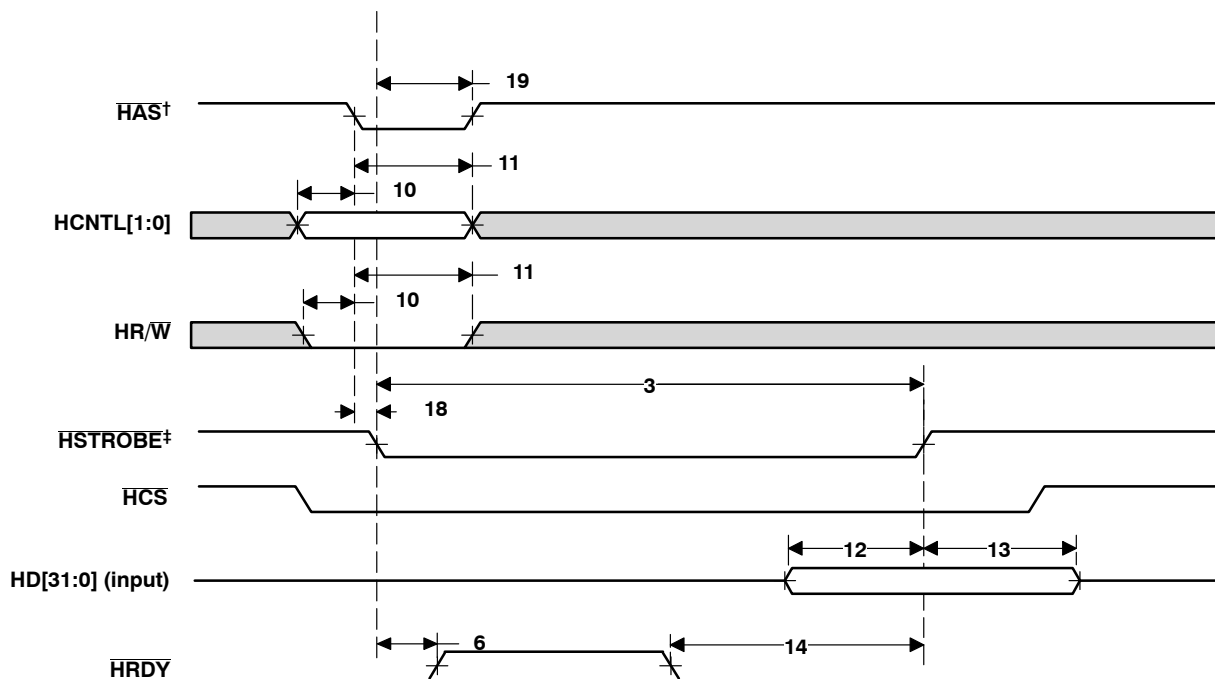 19
HAS†
11
10
HCNTL[1:0]
11
10
HR/W
3
18
HSTROBE‡
HCS
12
13
HD[31:0] (input)
6
14
HRDY